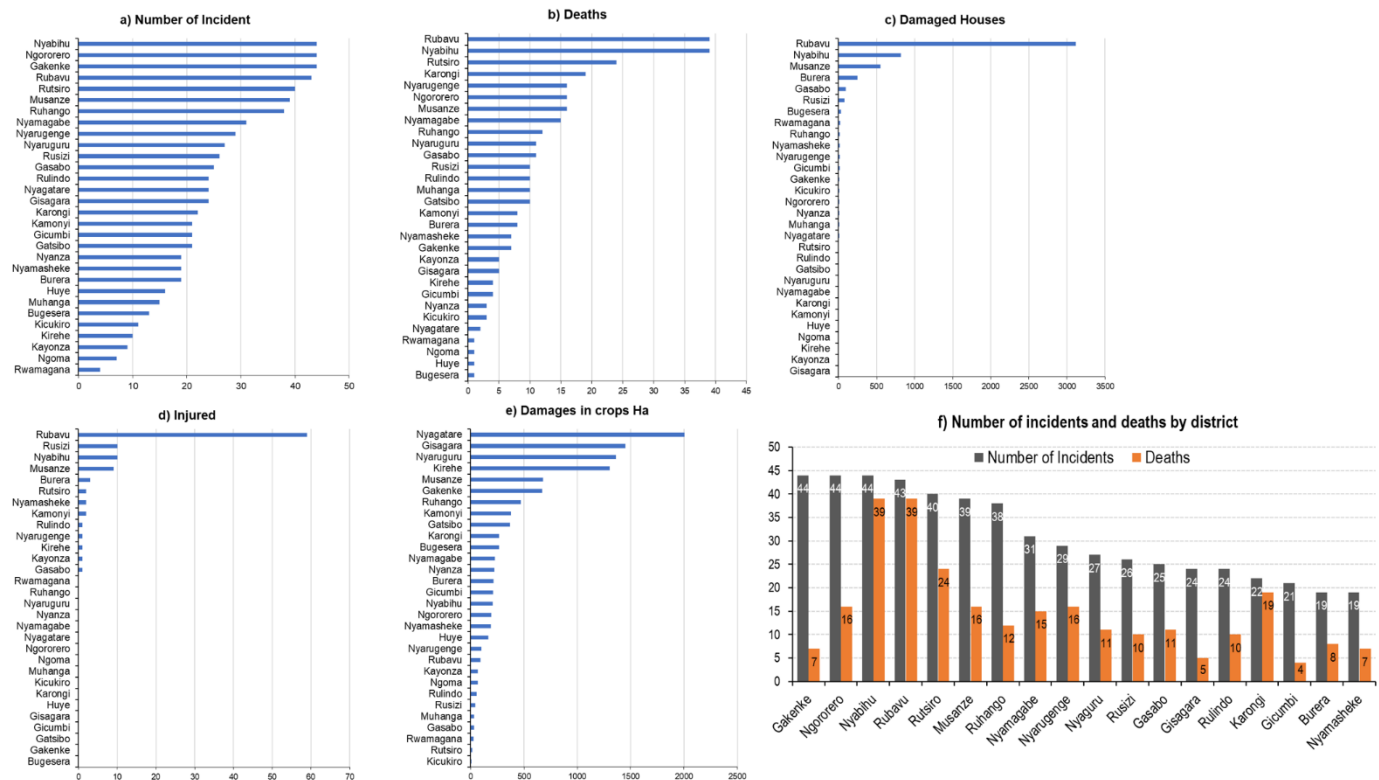 a) Number of Incident
Nyabihu
Ngororero
Gakenke
Rubavu
Rutsiro
Musanze
Ruhango
Nyamagabe
Nyarugenge
Nyaruguru
Rusizi
Gasabo
Rulindo
Nyagatare
Gisagara
Karongi
Kamonyi
Gicumbi
Gatsibo
Nyanza
Nyamasheke
Burera
Huye
Muhanga
Bugesera
Kicukiro
Kirehe
Kayonza
Ngoma
Rwamagana
0 10 20 30 40 50
b) Deaths
Rubavu
Nyabihu
Rutsiro
Karongi
Nyarugenge
Ngororero
Musanze
Nyamagabe
Ruhango
Nyaruguru
Gasabo
Rusizi
Rulindo
Muhanga
Gatsibo
Kamonyi
Burera
Nyamasheke
Gakenke
Kayonza
Gisagara
Kirehe
Gicumbi
Nyanza
Kicukiro
Nyagatare
Rwamagana
Ngoma
Huye
Bugesera
0 5 10 15 20 25 30 35 40 45
c) Damaged Houses
Rubavu
Nyabihu
Musanze
Burera
Gasabo
Rusizi
Bugesera
Rwamagana
Ruhango
Nyamasheke
Nyarugenge
Gicumbi
Gakenke
Kicukiro
Ngororero
Nyanza
Muhanga
Nyagatare
Rutsiro
Rulindo
Gatsibo
Nyaruguru
Nyamagabe
Karongi
Kamonyi
Huye
Ngoma
Kirehe
Kayonza
Gisagara
0 500 1000 1500 2000 2500 3000 3500
d) Injured
Rubavu
Rusizi
Nyabihu
Musanze
Burera
Rutsiro
Nyamasheke
Kamonyi
Rulindo
Nyarugenge
Kirehe
Kayonza
Gasabo
Rwamagana
Ruhango
Nyaruguru
Nyanza
Nyamagabe
Nyagatare
Ngororero
Ngoma
Muhanga
Kicukiro
Karongi
Huye
Gisagara
Gicumbi
Gatsibo
Gakenke
Bugesera
0 10 20 30 40 50 60 70
e) Damages in crops Ha
Nyagatare
Gisagara
Nyaruguru
Kirehe
Musanze
Gakenke
Ruhango
Kamonyi
Gatsibo
Karongi
Bugesera
Nyamagabe
Nyanza
Burera
Gicumbi
Nyabihu
Ngororero
Nyamasheke
Huye
Nyarugenge
Rubavu
Kayonza
Ngoma
Rulindo
Rusizi
Muhanga
Gasabo
Rwamagana
Rutsiro
Kicukiro
0 500 1000 1500 2000 2500
f) Number of incidents and deaths by district
Number of Incidents Deaths
50
45
40
35
30
25
20
15
10
5
0
44 44 44 43 40 39 38 31 29 27 26 25 24 24 22 21 19 19
7 16 39 39 24 16 12 15 16 11 10 11 5 10 19 4 8 7
Gakenke
Ngororero
Nyabihu
Rubavu
Rutsiro
Musanze
Ruhango
Nyamagabe
Nyarugenge
Nyaguru
Rusizi
Gasabo
Gisagara
Rulindo
Karongi
Gicumbi
Burera
Nyamasheke